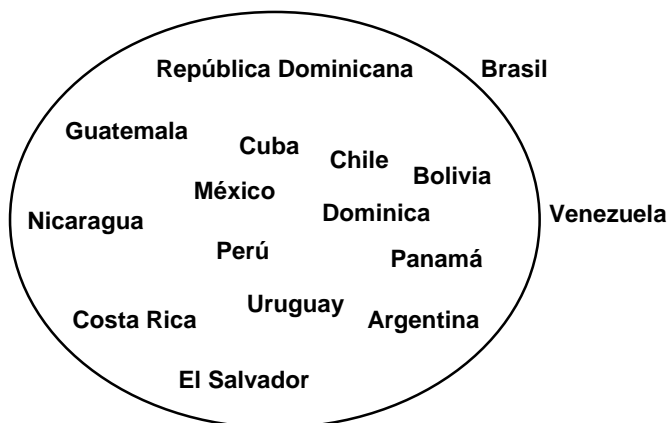 República Dominicana
Brasil
Guatemala
Cuba
Chile
Bolivia
México
Dominica
Nicaragua
Venezuela
Perú
Panamá
Uruguay
Costa Rica
Argentina
El Salvador